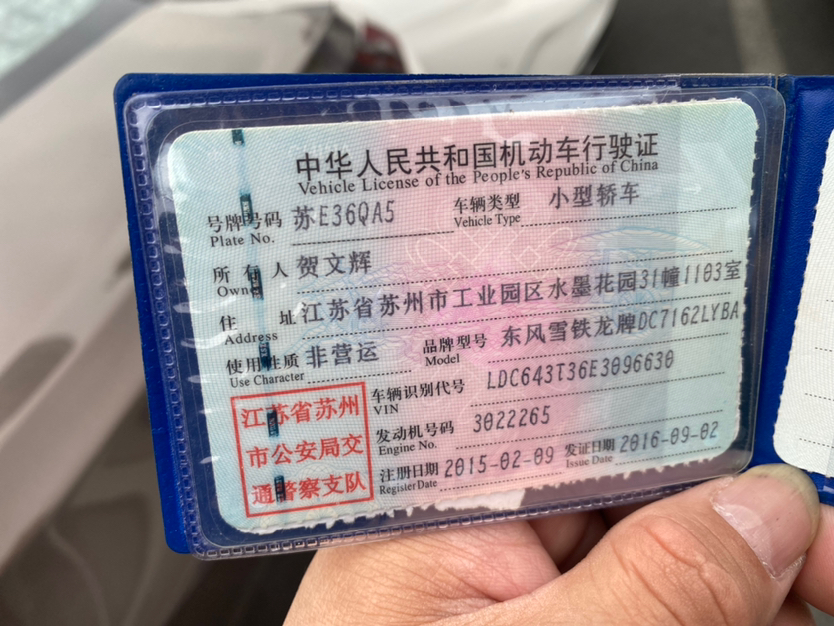 中华人民共和国机动车行驶证
Vehicle License of the People's Republic of China
号牌号码 苏E36QA5 车辆类型 小型轿车
Plate No. Vehicle Type
所有人 贺文辉
Owner
住址 江苏省苏州市工业园区水墨花园31幢1103室
Address
使用性质 非营运 品牌型号 东风雪铁龙牌DC7162LYBA
Use Character Model
车辆识别代号 LDC643T36E3096630
VIN
发动机号码 3022265
Engine No.
注册日期 2015-02-09 发证日期 2016-09-02
Register Date Issue Date
江苏省苏州
市公安局交
通警察支队